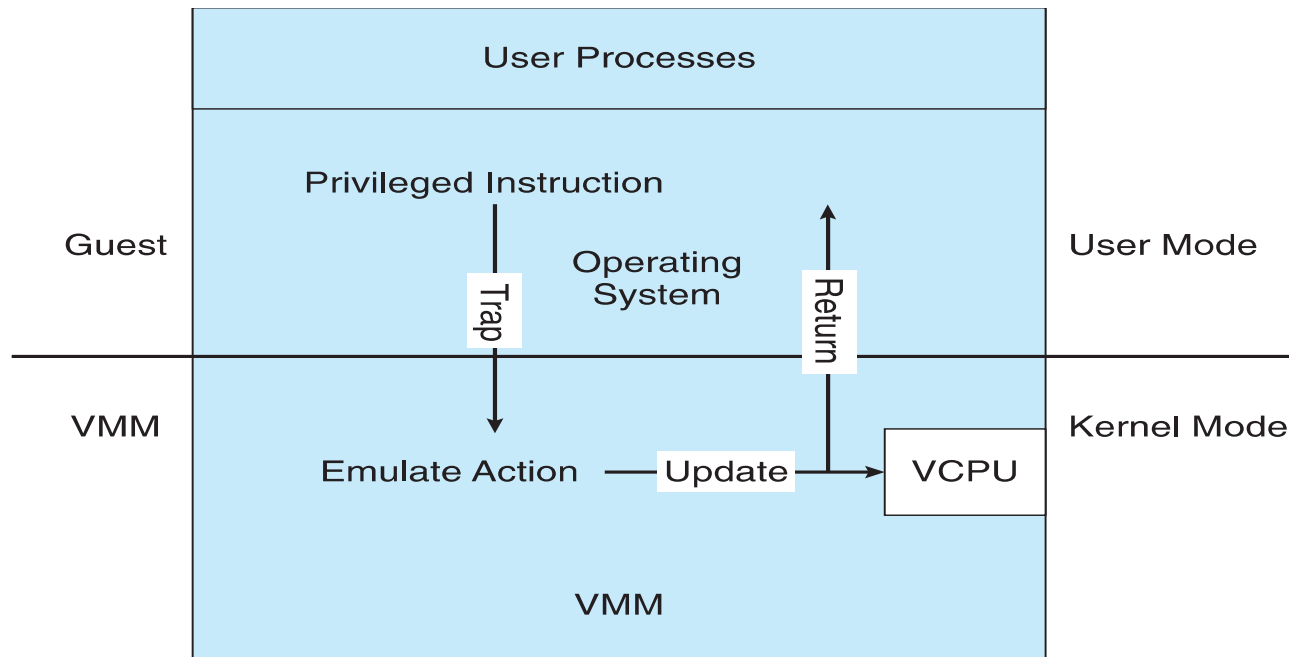 User Processes
Privileged Instruction
Guest
User Mode
Operating
System
Trap
Return
VMM
Kernel Mode
Emulate Action
Update
VCPU
VMM